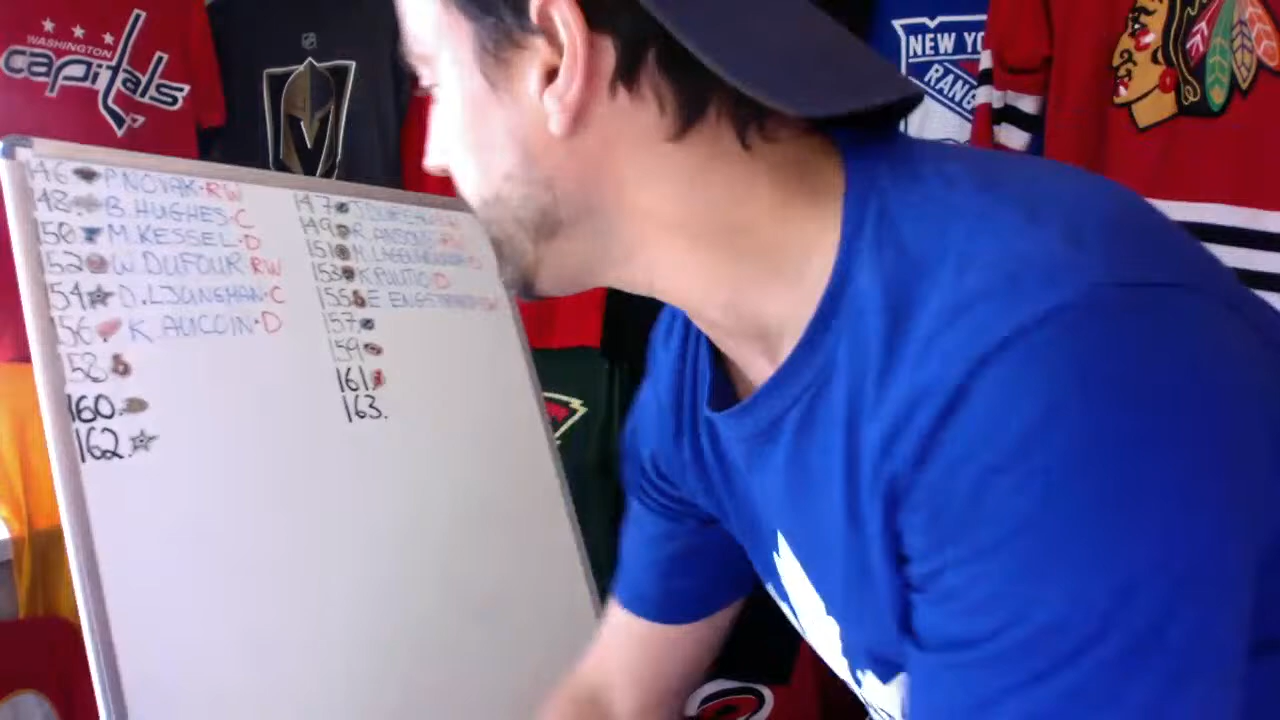 WASHINGTON
capitals
NEW YO
RANG
146 P. NOVAK · RW
148. B. HUGHES · C
150 M. KESSEL · D
152 W. DUFOUR RW
154 D. LJUNGMAN · C
156 K. AUCOIN · D
158
160.
162.
147
149 R.
151
153 K. D
155 E
157.
159
161.
163.